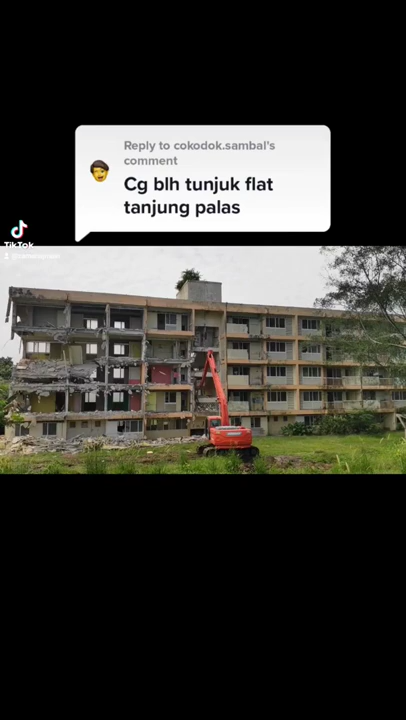 Reply to cokodok.sambal's
comment
Cg blh tunjuk flat
tanjung palas
TikTok